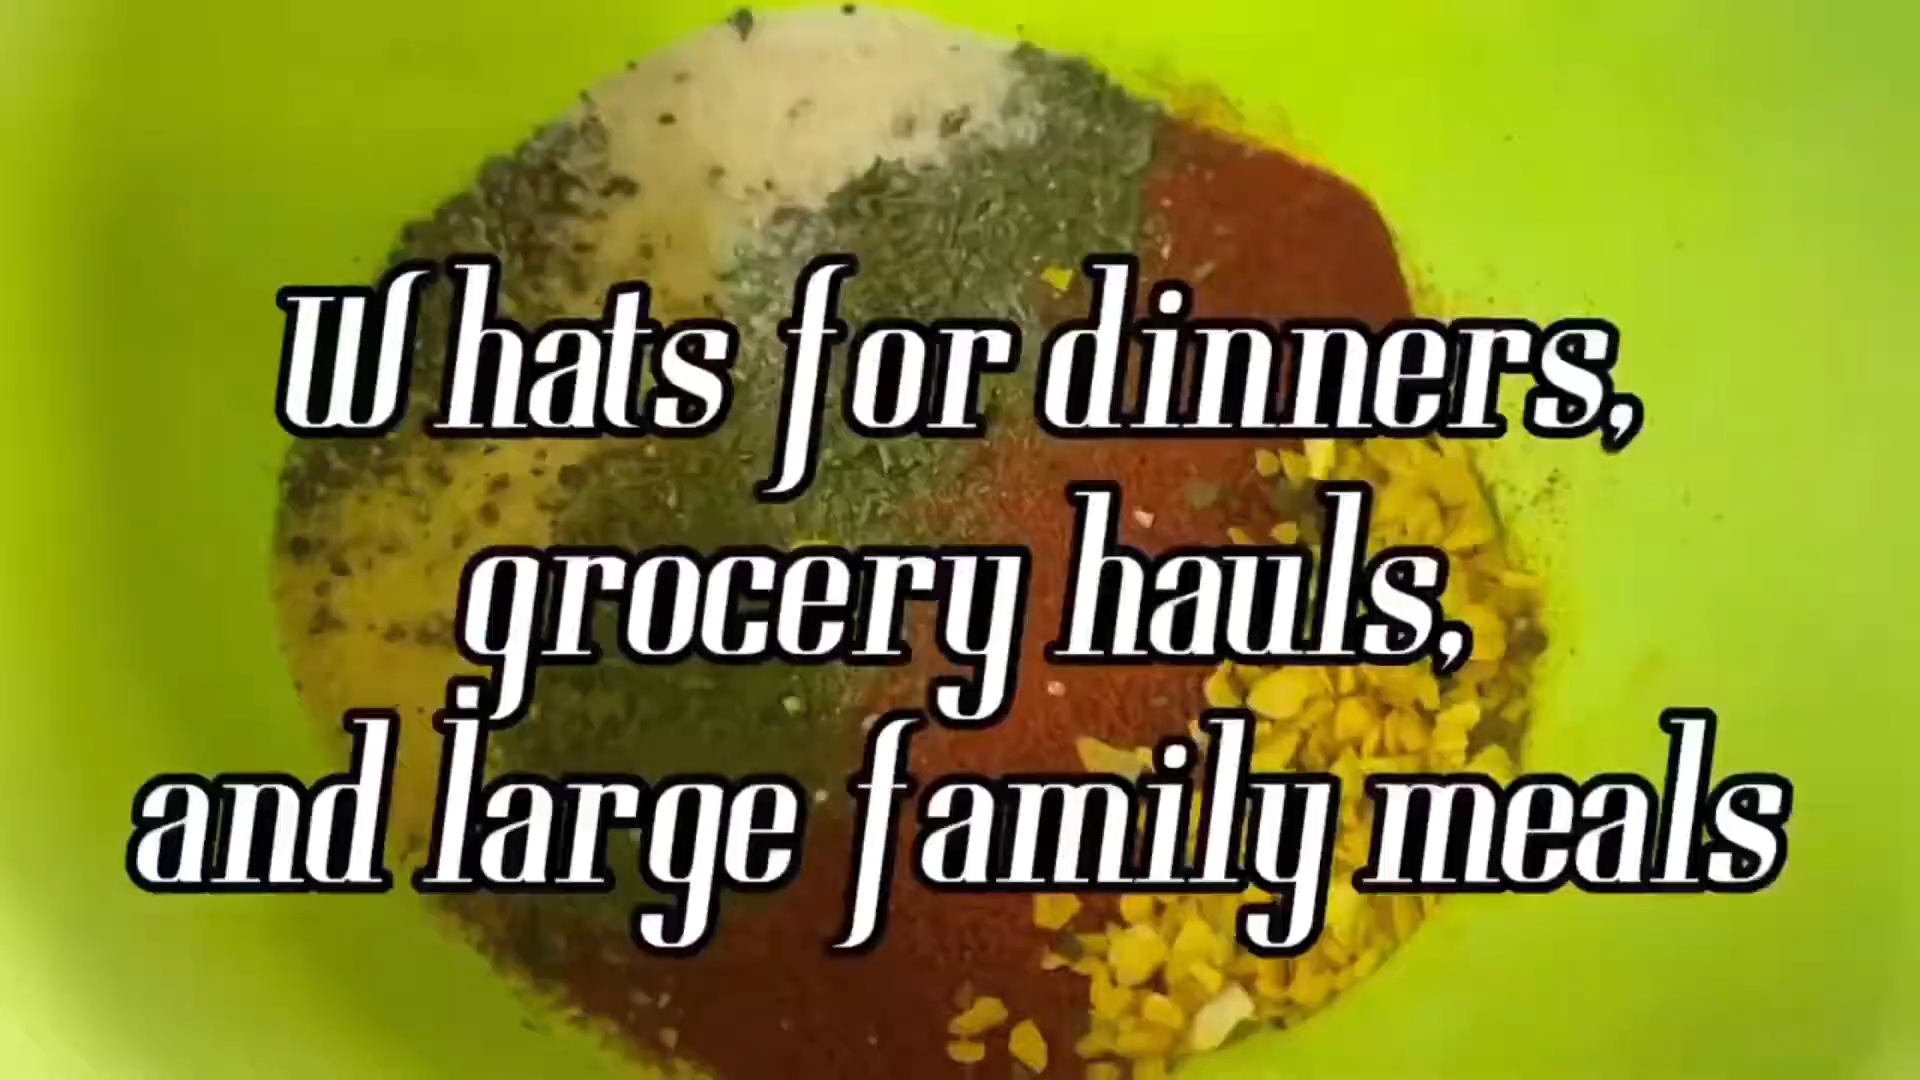 Whats for dinners,
grocery hauls,
and large family meals